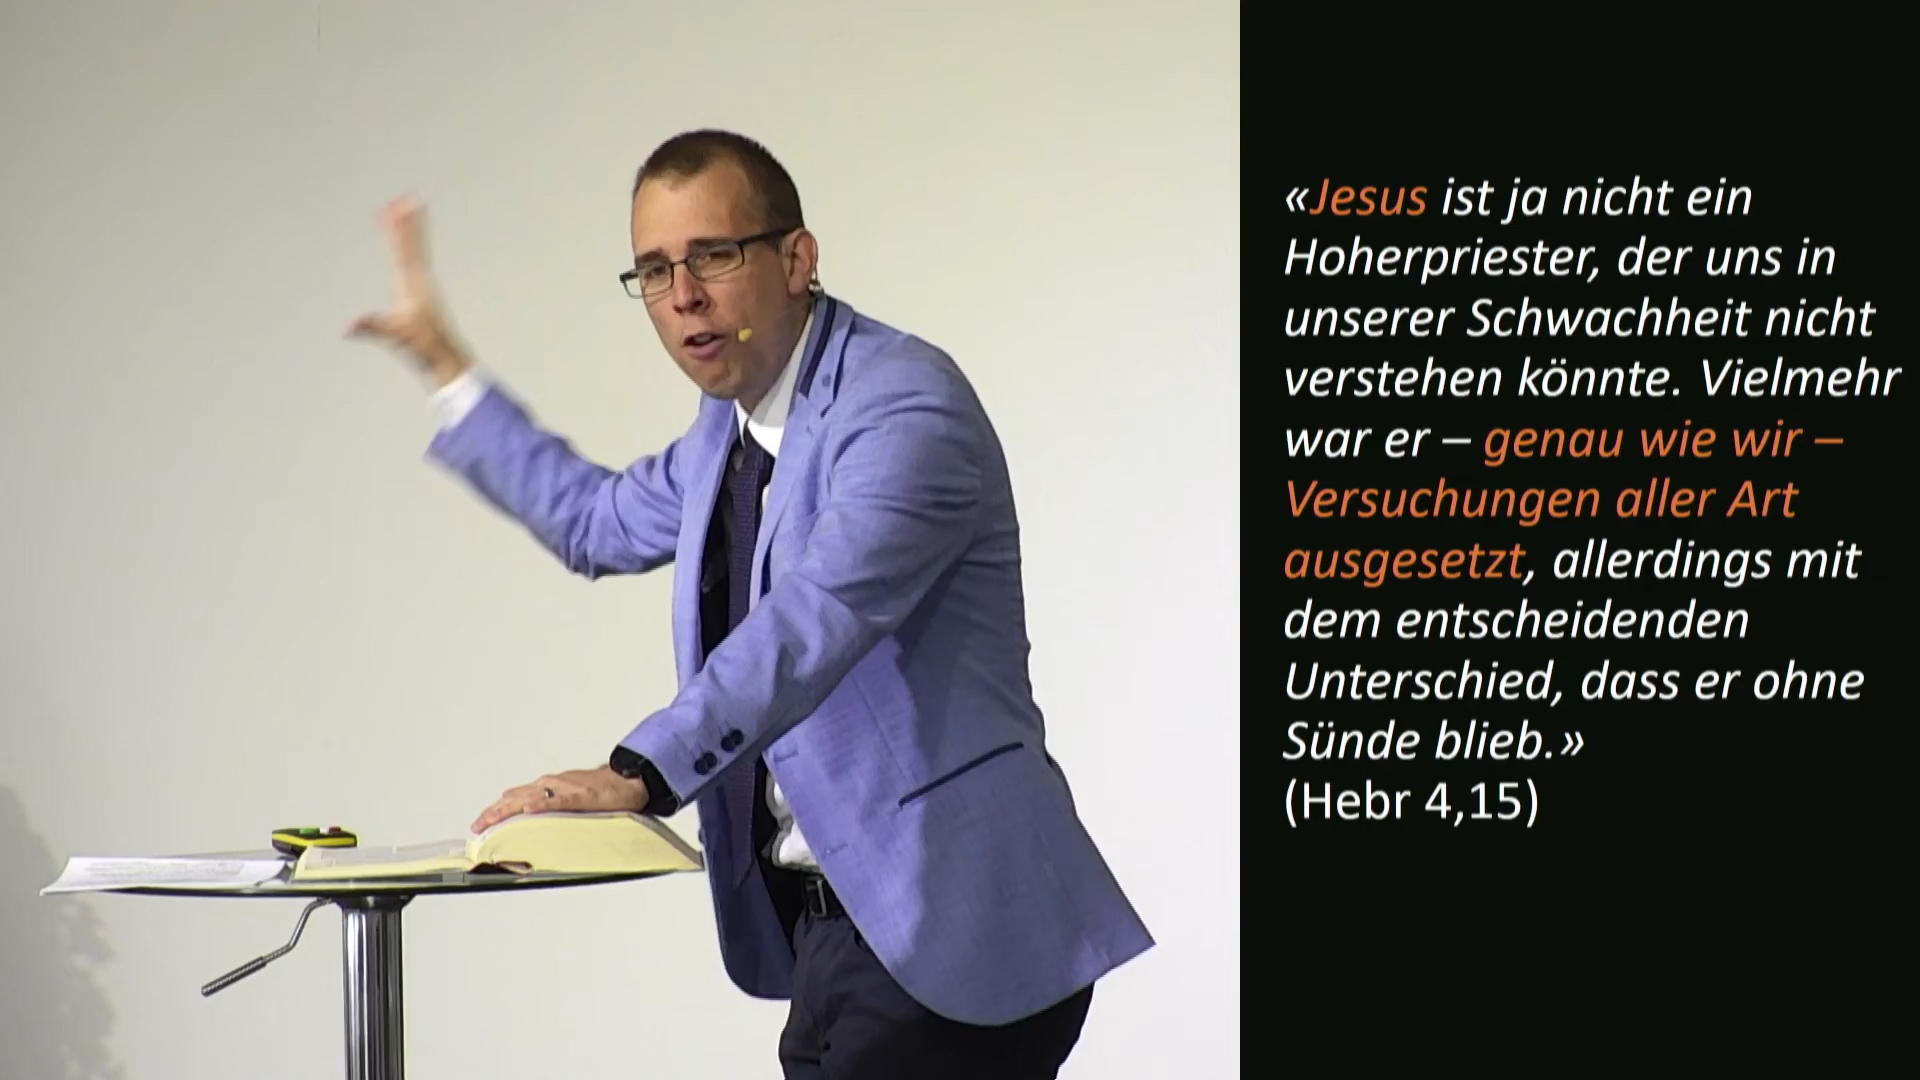 «Jesus ist ja nicht ein
Hoherpriester, der uns in
unserer Schwachheit nicht
verstehen könnte. Vielmehr
war er – genau wie wir –
Versuchungen aller Art
ausgesetzt, allerdings mit
dem entscheidenden
Unterschied, dass er ohne
Sünde blieb.»
(Hebr 4,15)